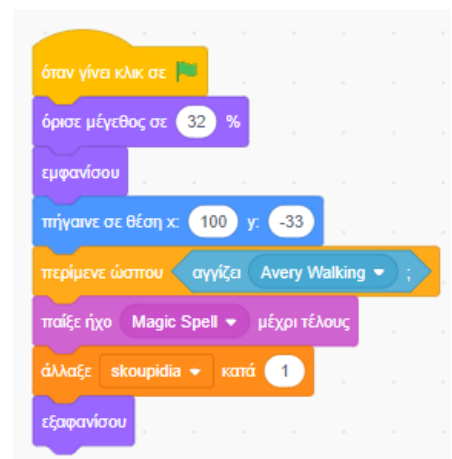 όταν γίνει κλικ σε
όρισε μέγεθος σε 32 %
εμφανίσου
πήγαινε σε θέση x: 100 y: -33
περίμενε ώσπου αγγίζει Avery Walking ;
παίξε ήχο Magic Spell μέχρι τέλους
άλλαξε skoupidia κατά 1
εξαφανίσου